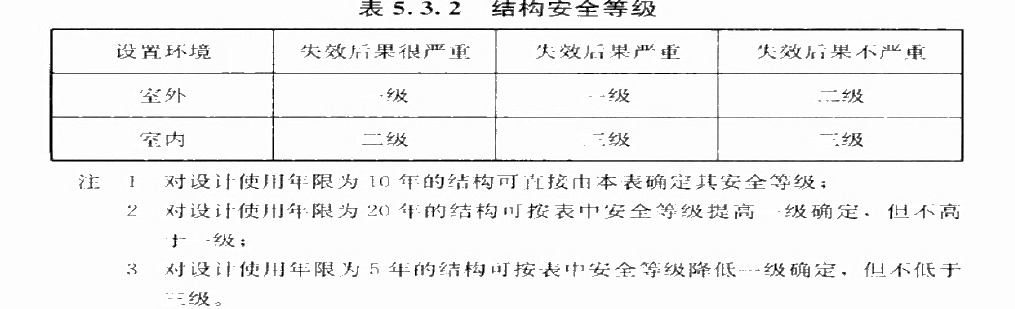 表 5.3.2 结构安全等级
设置环境 失效后果很严重 失效后果严重 失效后果不严重
室外 一级 一级 二级
室内 二级 三级 三级
注 1 对设计使用年限为 10 年的结构可直接由本表确定其安全等级；
2 对设计使用年限为 20 年的结构可按表中安全等级提高一级确定，但不高
于一级；
3 对设计使用年限为 5 年的结构可按表中安全等级降低一级确定，但不低于
三级。